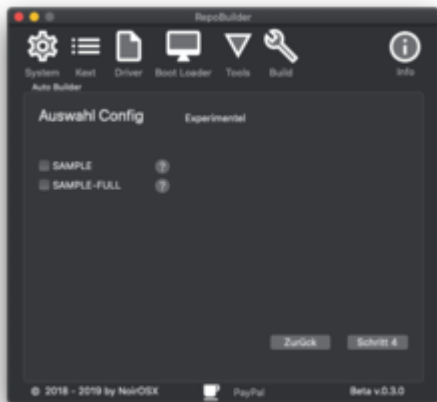 RepoBuilder
System Kext Driver Boot Loader Tools Build Info
Auto Builder
Auswahl Config Experimentel
SAMPLE ?
SAMPLE-FULL ?
Zurück Schritt 4
© 2018 - 2019 by NoirOSX PayPal Beta v.0.3.0